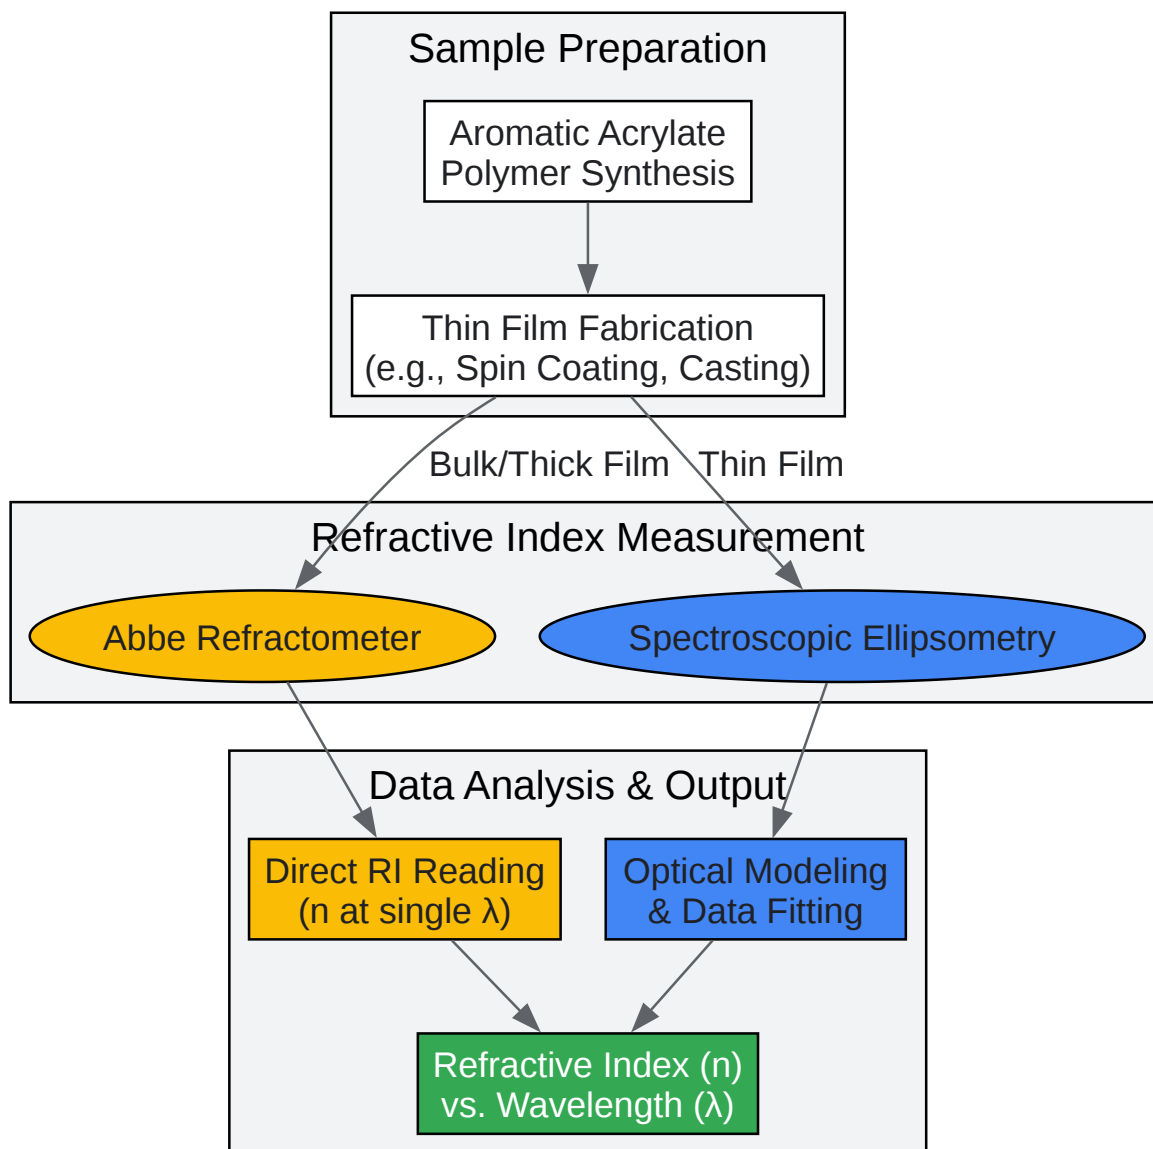 Sample Preparation
Aromatic Acrylate
Polymer Synthesis
Thin Film Fabrication
(e.g., Spin Coating, Casting)
Bulk/Thick Film
Thin Film
Refractive Index Measurement
Abbe Refractometer
Spectroscopic Ellipsometry
Data Analysis & Output
Direct RI Reading
(n at single λ)
Optical Modeling
& Data Fitting
Refractive Index (n)
vs. Wavelength (λ)